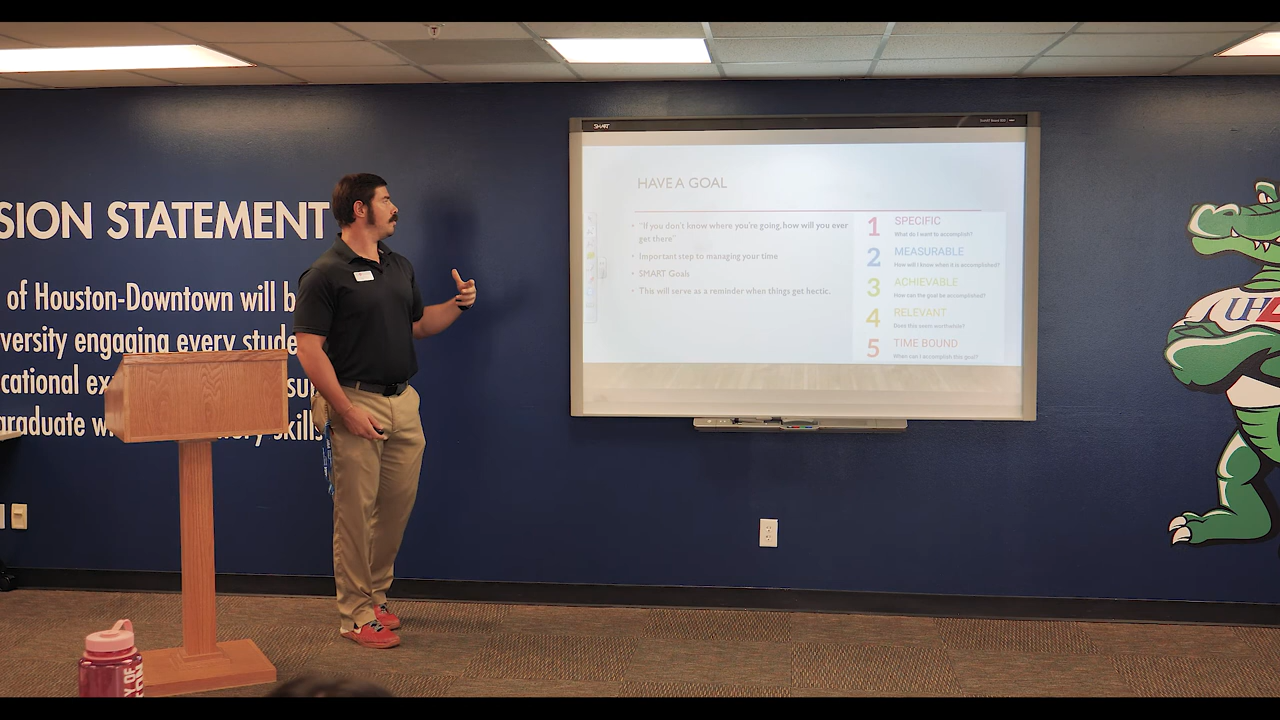 SMART
SION STATEMENT
of Houston-Downtown will b
versity engaging every stude
cational ex
su
graduate w
ry skills
HAVE A GOAL
• "If you don't know where you're going, how will you ever
get there"
• Important step to managing your time
• SMART Goals
• This will serve as a reminder when things get hectic.
1 SPECIFIC
What do I want to accomplish?
2 MEASURABLE
How will I know when it is accomplished?
3 ACHIEVABLE
How can the goal be accomplished?
4 RELEVANT
Does this seem worthwhile?
5 TIME BOUND
When can I accomplish this goal?
Y OF